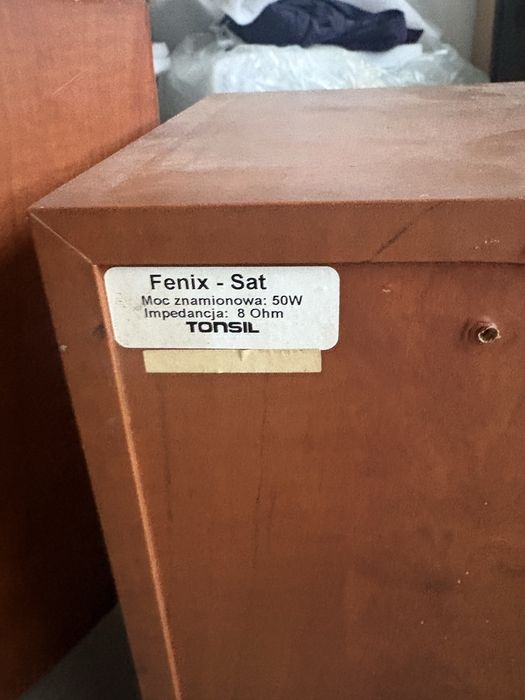 Fenix - Sat
Moc znamionowa: 50W
Impedancja: 8 Ohm
TONSIL